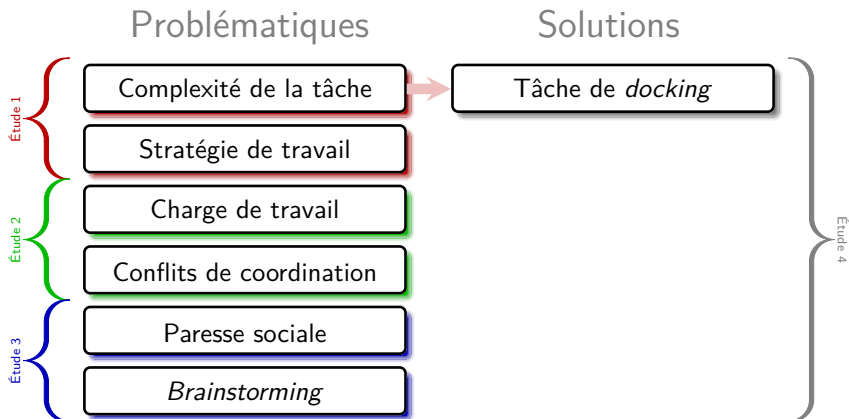 Problématiques
Solutions
Étude 1
Complexité de la tâche
Tâche de docking
Stratégie de travail
Étude 2
Charge de travail
Conflits de coordination
Étude 3
Paresse sociale
Brainstorming
Étude 4